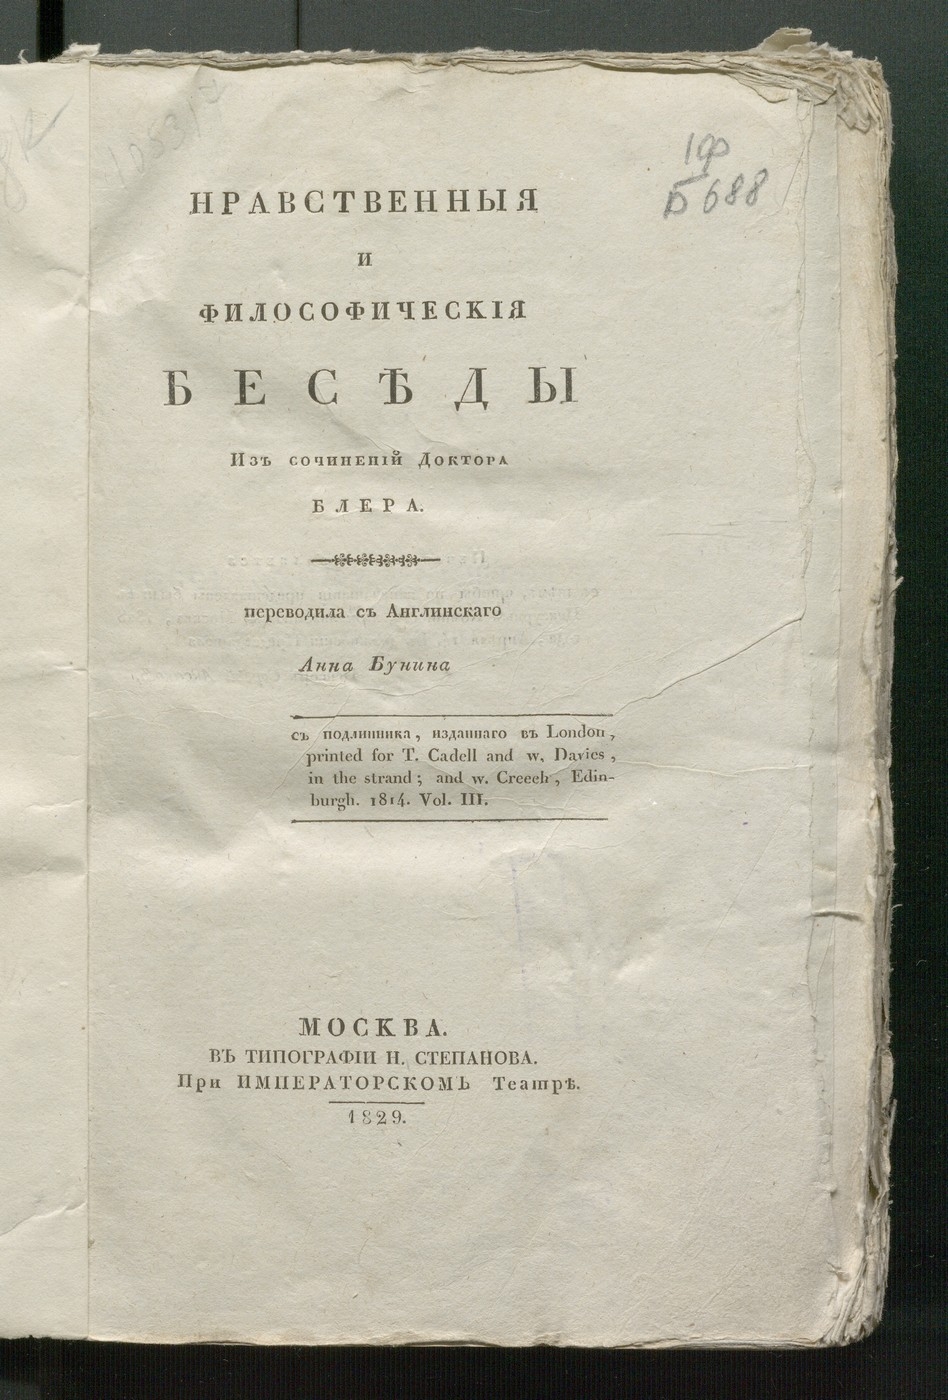 1ф
Б 688
НРАВСТВЕННЫЯ
И
ФИЛОСОФИЧЕСКІЯ
БЕСѢДЫ
Изъ сочиненій Доктора
БЛЕРА.
переводила съ Англинскаго
Анна Бунина
съ подлинника, изданнаго въ London,
printed for T. Cadell and w. Davies,
in the strand; and w. Creech, Edin-
burgh. 1814. Vol. III.
МОСКВА.
ВЪ ТИПОГРАФІИ Н. СТЕПАНОВА.
При ИМПЕРАТОРСКОМЪ Театрѣ.
1829.